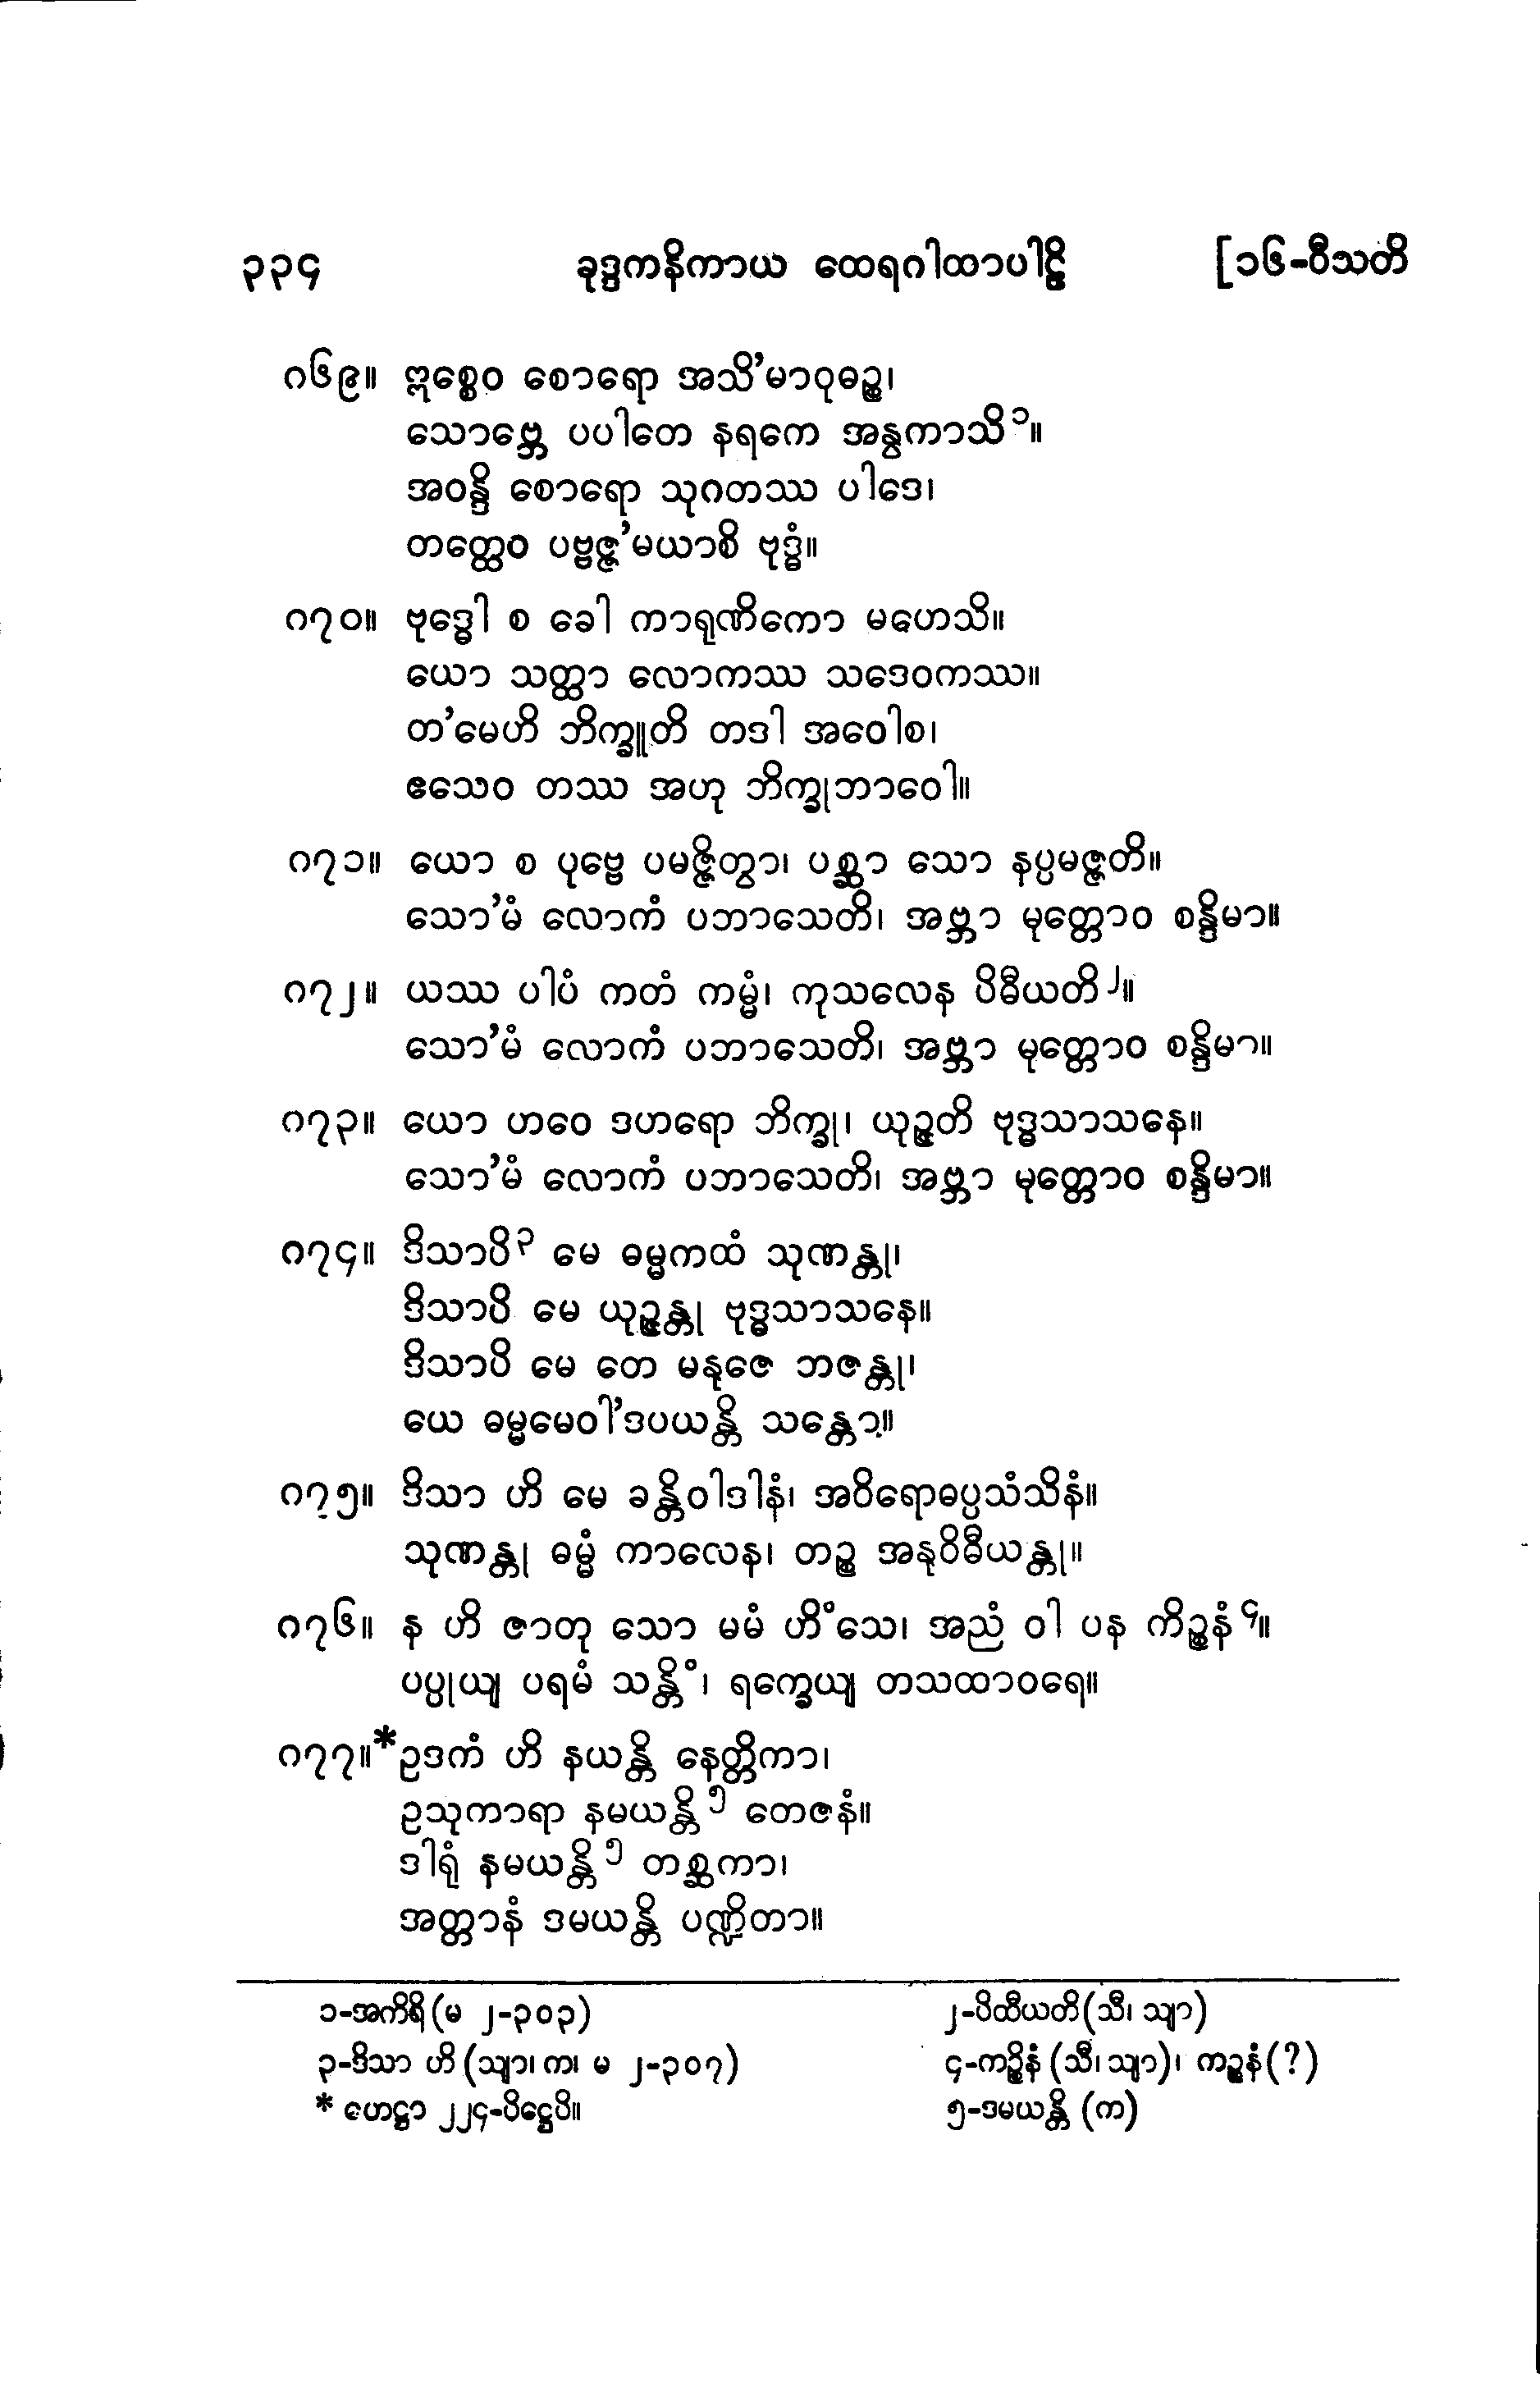 ၃၃၄ ခုဒ္ဒကနိကာယ ထေရဂါထာပါဠိ [၁၆-ဝီသတိ
၈၆၉။ ဣစ္စေဝ စောရော အသိ’မာဝုဓဉ္စ၊
သောဗ္ဘေ ပပါတေ နရကေ အန္ဝကာသိ၁။
အဝန္ဒိ စောရော သုဂတဿ ပါဒေ၊
တတ္ထေဝ ပဗ္ဗဇ္ဇ’မယာစိ ဗုဒ္ဓံ။
၈၇၀။ ဗုဒ္ဓေါ စ ခေါ ကာရုဏိကော မဟေသိ။
ယော သတ္ထာ လောကဿ သဒေဝကဿ။
တ’မေဟိ ဘိက္ခူတိ တဒါ အဝေါစ၊
ဧသေဝ တဿ အဟု ဘိက္ခုဘာဝေါ။
၈၇၁။ ယော စ ပုဗ္ဗေ ပမဇ္ဇိတွာ၊ ပစ္ဆာ သော နပ္ပမဇ္ဇတိ။
သော’မံ လောကံ ပဘာသေတိ၊ အဗ္ဘာ မုတ္တောဝ စန္ဒိမာ။
၈၇၂။ ယဿ ပါပံ ကတံ ကမ္မံ၊ ကုသလေန ပိဓီယတိ၂။
သော’မံ လောကံ ပဘာသေတိ၊ အဗ္ဘာ မုတ္တောဝ စန္ဒိမာ။
၈၇၃။ ယော ဟဝေ ဒဟရော ဘိက္ခု၊ ယုဉ္ဇတိ ဗုဒ္ဓသာသနေ။
သော’မံ လောကံ ပဘာသေတိ၊ အဗ္ဘာ မုတ္တောဝ စန္ဒိမာ။
၈၇၄။ ဒိသာပိ၃ မေ ဓမ္မကထံ သုဏန္တု၊
ဒိသာပိ မေ ယုဉ္ဇန္တု ဗုဒ္ဓသာသနေ။
ဒိသာပိ မေ တေ မနုဇေ ဘဇန္တု၊
ယေ ဓမ္မမေဝါ’ဒပယန္တိ သန္တော။
၈၇၅။ ဒိသာ ဟိ မေ ခန္တိဝါဒါနံ၊ အဝိရောဓပ္ပသံသိနံ။
သုဏန္တု ဓမ္မံ ကာလေန၊ တဉ္စ အနုဝိဓီယန္တု။
၈၇၆။ န ဟိ ဇာတု သော မမံ ဟိံသေ၊ အညံ ဝါ ပန ကိဉ္စနံ၄။
ပပ္ပုယျ ပရမံ သန္တိံ၊ ရက္ခေယျ တသထာဝရေ။
၈၇၇။*ဥဒကံ ဟိ နယန္တိ နေတ္တိကာ၊
ဥသုကာရာ နမယန္တိ၅ တေဇနံ။
ဒါရုံ နမယန္တိ၅ တစ္ဆကာ၊
အတ္တာနံ ဒမယန္တိ ပဏ္ဍိတာ။
၁-အကိရိ (မ ၂-၃၀၃) ၂-ပိထီယတိ (သီ၊ သျာ)
၃-ဒိသာ ဟိ (သျာ၊ က၊ မ ၂-၃၀၇) ၄-ကဉ္စိနံ (သီ၊ သျာ)၊ ကဉ္စနံ (?)
* ဟေဋ္ဌာ ၂၂၄-ပိဋ္ဌေပိ။ ၅-ဒမယန္တိ (က)